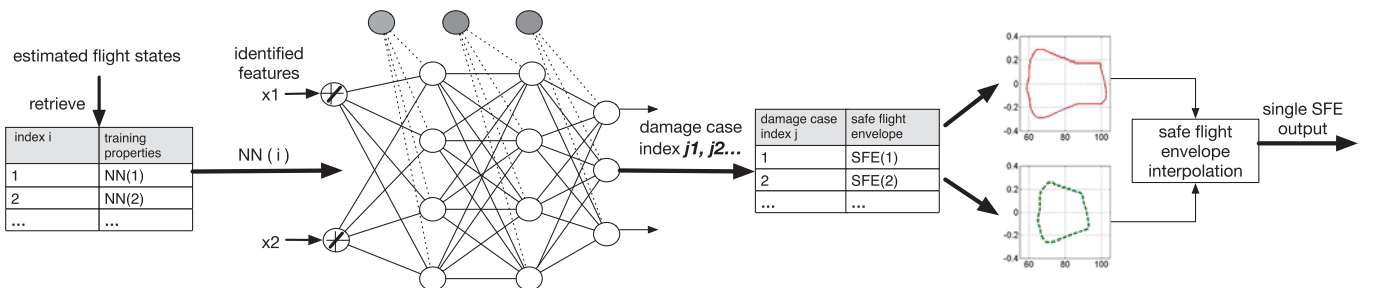 estimated flight states
retrieve
index i
training
properties
1
NN(1)
2
NN(2)
...
...
NN ( i )
identified
features
x1
x2
damage case
index j1, j2...
damage case
index j
safe flight
envelope
1
SFE(1)
2
SFE(2)
...
...
0.4
0.2
0
-0.2
-0.4
60
80
100
0.4
0.2
0
-0.2
-0.4
60
80
100
safe flight
envelope
interpolation
single SFE
output